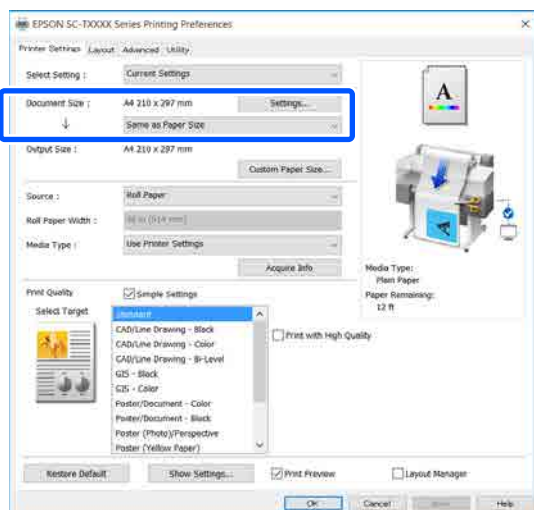 EPSON SC-TXXXX Series Printing Preferences
Printer Settings Layout Advanced Utility
Select Setting : Current Settings
Document Size : A4 210 x 297 mm Settings...
Same as Paper Size
Output Size : A4 210 x 297 mm
Custom Paper Size...
Source : Roll Paper
Roll Paper Width :
Media Type : Use Printer Settings
Acquire Info
Media Type:
Plain Paper
Paper Remaining:
12 ft
Print Quality Simple Settings
Select Target
Standard
CAD/Line Drawing - Black
CAD/Line Drawing - Color
CAD/Line Drawing - Bi-Level
GIS - Black
GIS - Color
Poster/Document - Color
Poster/Document - Black
Poster (Photo)/Perspective
Poster (Yellow Paper)
Print with High Quality
Restore Default Show Settings... Print Preview Layout Manager
OK Cancel Help